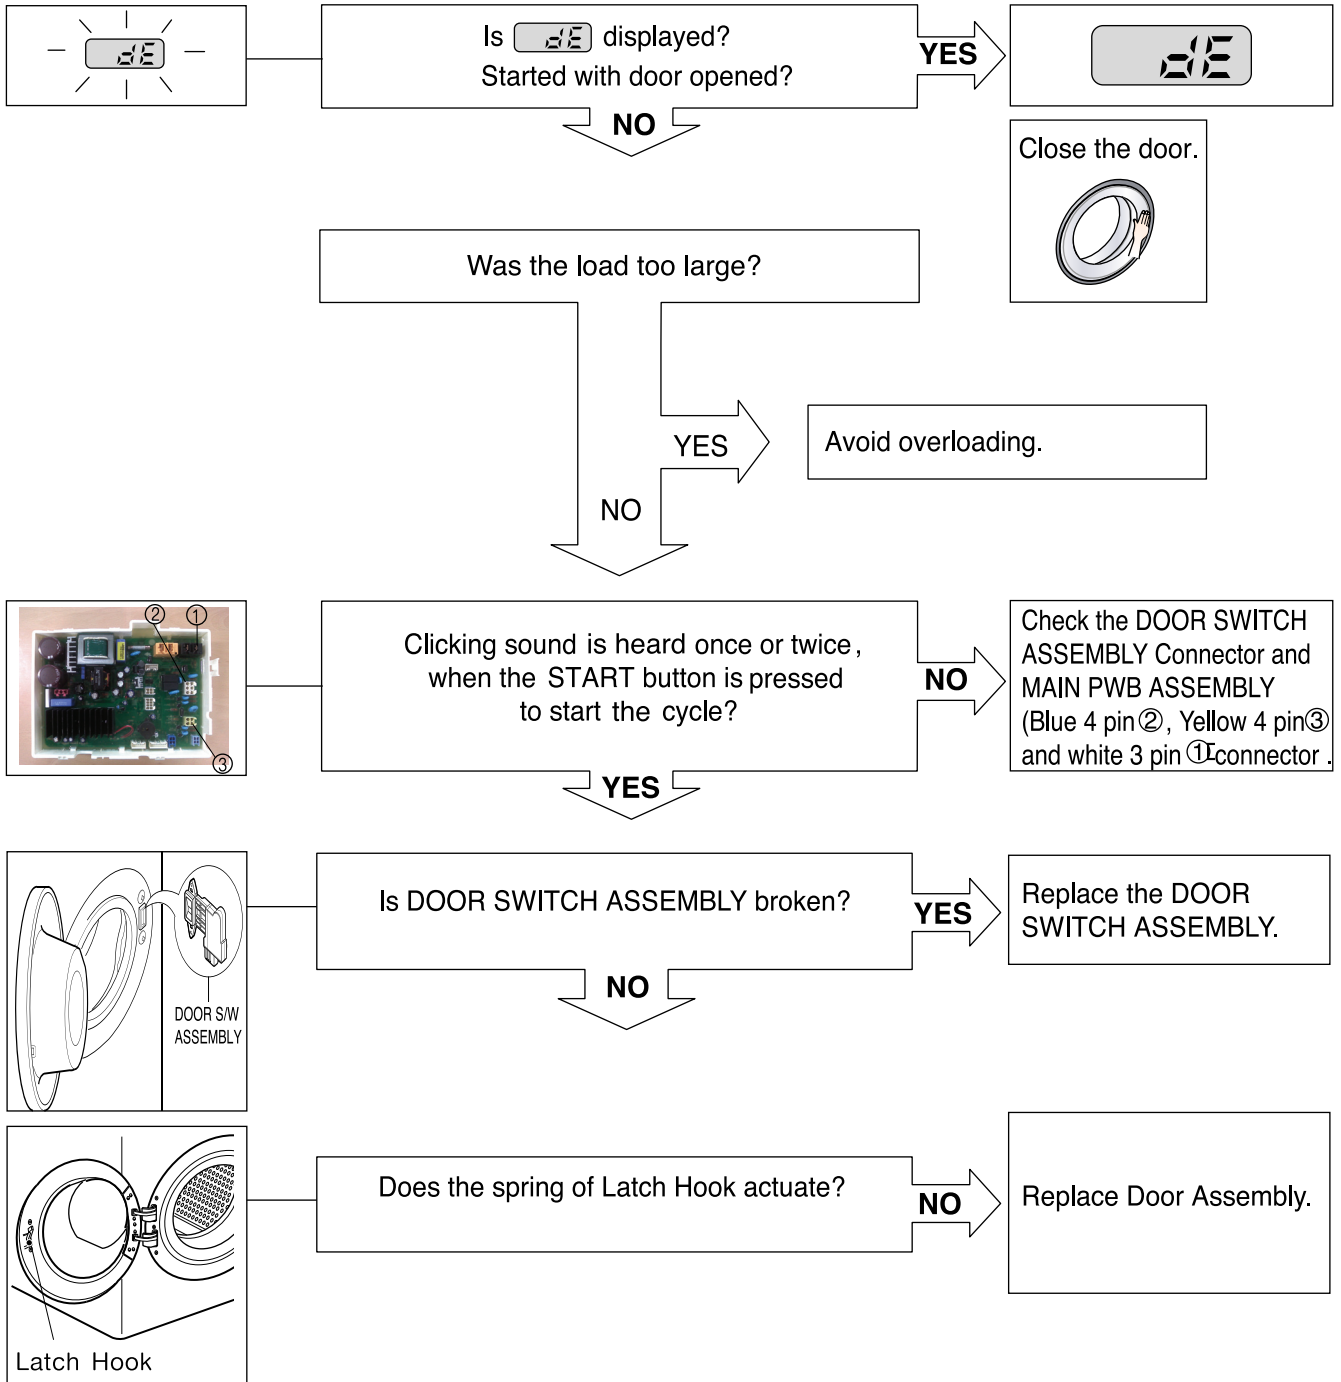 dE
Is dE displayed?
Started with door opened?
YES
dE
NO
Close the door.
Was the load too large?
YES
Avoid overloading.
NO
② ①
③
Clicking sound is heard once or twice,
when the START button is pressed
to start the cycle?
NO
Check the DOOR SWITCH
ASSEMBLY Connector and
MAIN PWB ASSEMBLY
(Blue 4 pin②, Yellow 4 pin③
and white 3 pin ① connector .
YES
DOOR S/W
ASSEMBLY
Is DOOR SWITCH ASSEMBLY broken?
YES
Replace the DOOR
SWITCH ASSEMBLY.
NO
Latch Hook
Does the spring of Latch Hook actuate?
NO
Replace Door Assembly.